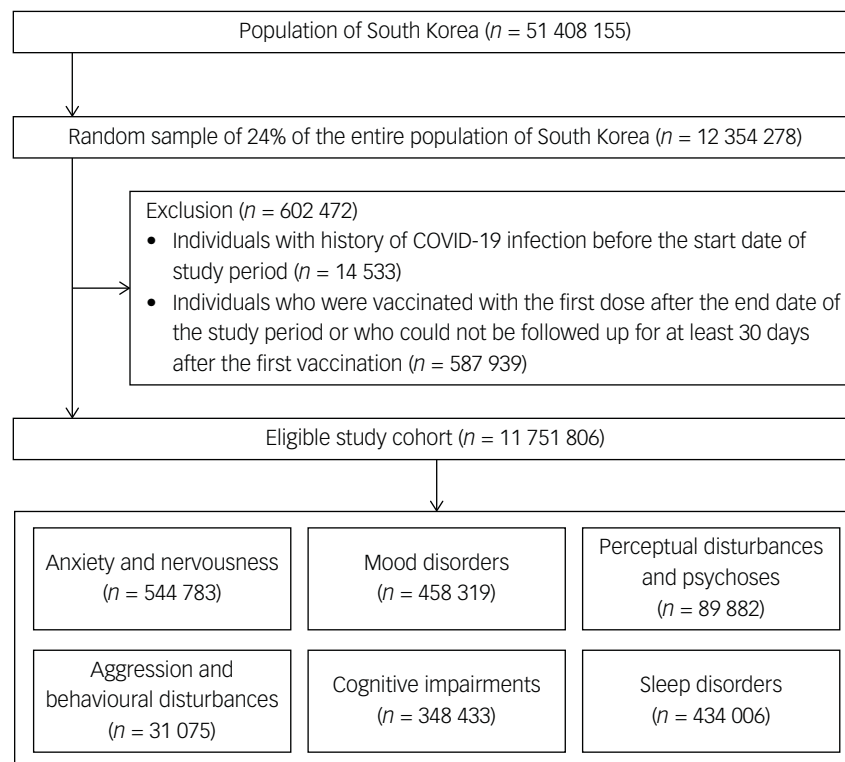 Population of South Korea (n = 51 408 155)
Random sample of 24% of the entire population of South Korea (n = 12 354 278)
Exclusion (n = 602 472)
• Individuals with history of COVID-19 infection before the start date of
study period (n = 14 533)
• Individuals who were vaccinated with the first dose after the end date of
the study period or who could not be followed up for at least 30 days
after the first vaccination (n = 587 939)
Eligible study cohort (n = 11 751 806)
Anxiety and nervousness
(n = 544 783)
Mood disorders
(n = 458 319)
Perceptual disturbances
and psychoses
(n = 89 882)
Aggression and
behavioural disturbances
(n = 31 075)
Cognitive impairments
(n = 348 433)
Sleep disorders
(n = 434 006)